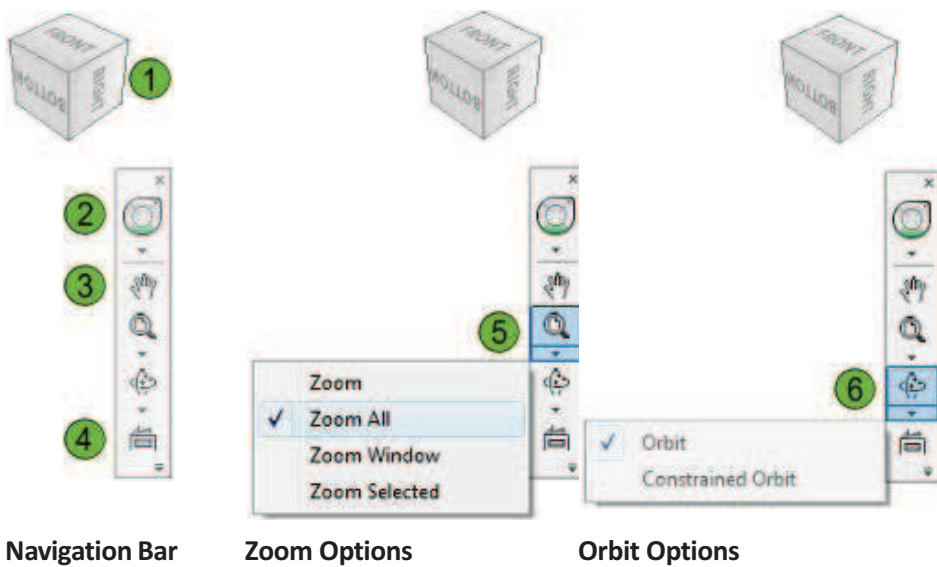 FRONT
BOTTOM
RIGHT
1
FRONT
BOTTOM
RIGHT
FRONT
BOTTOM
RIGHT
2
3
4
5
Zoom
Zoom All
Zoom Window
Zoom Selected
6
Orbit
Constrained Orbit
Navigation Bar
Zoom Options
Orbit Options